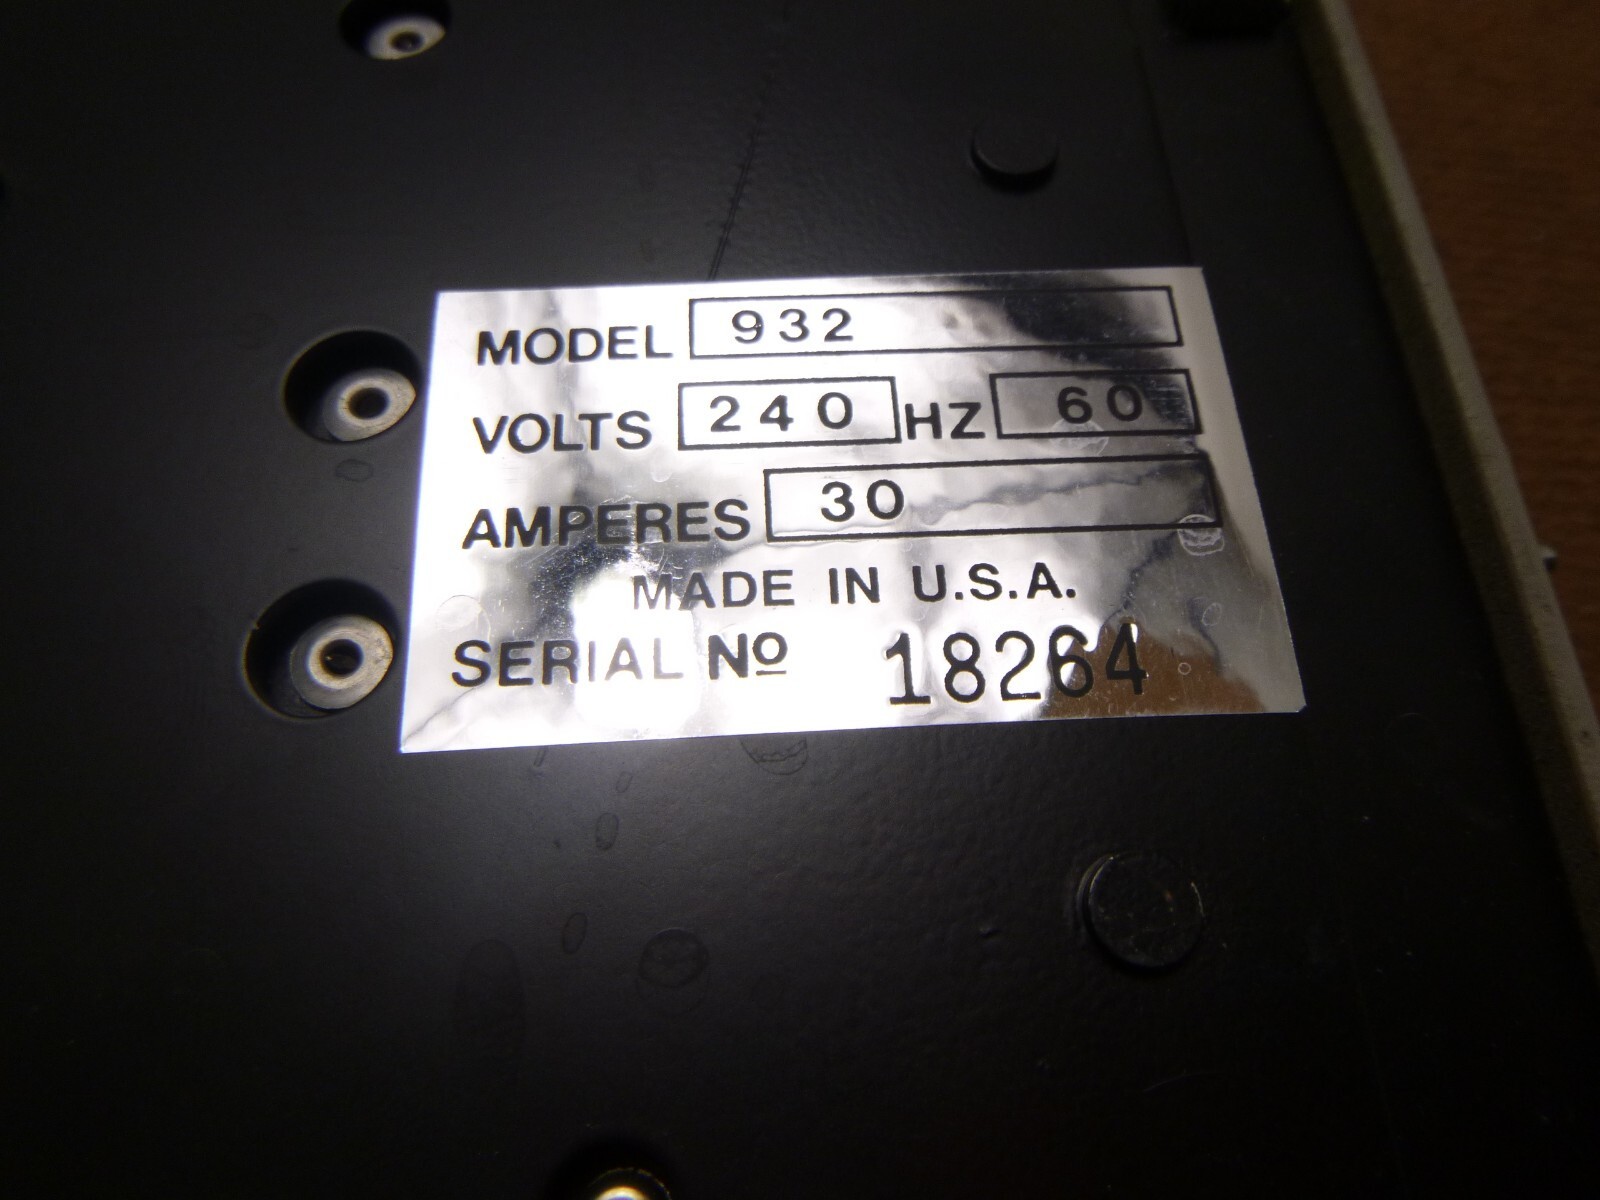 MODEL 932
VOLTS 240 HZ 60
AMPERES 30
MADE IN U.S.A.
SERIAL Nº 18264